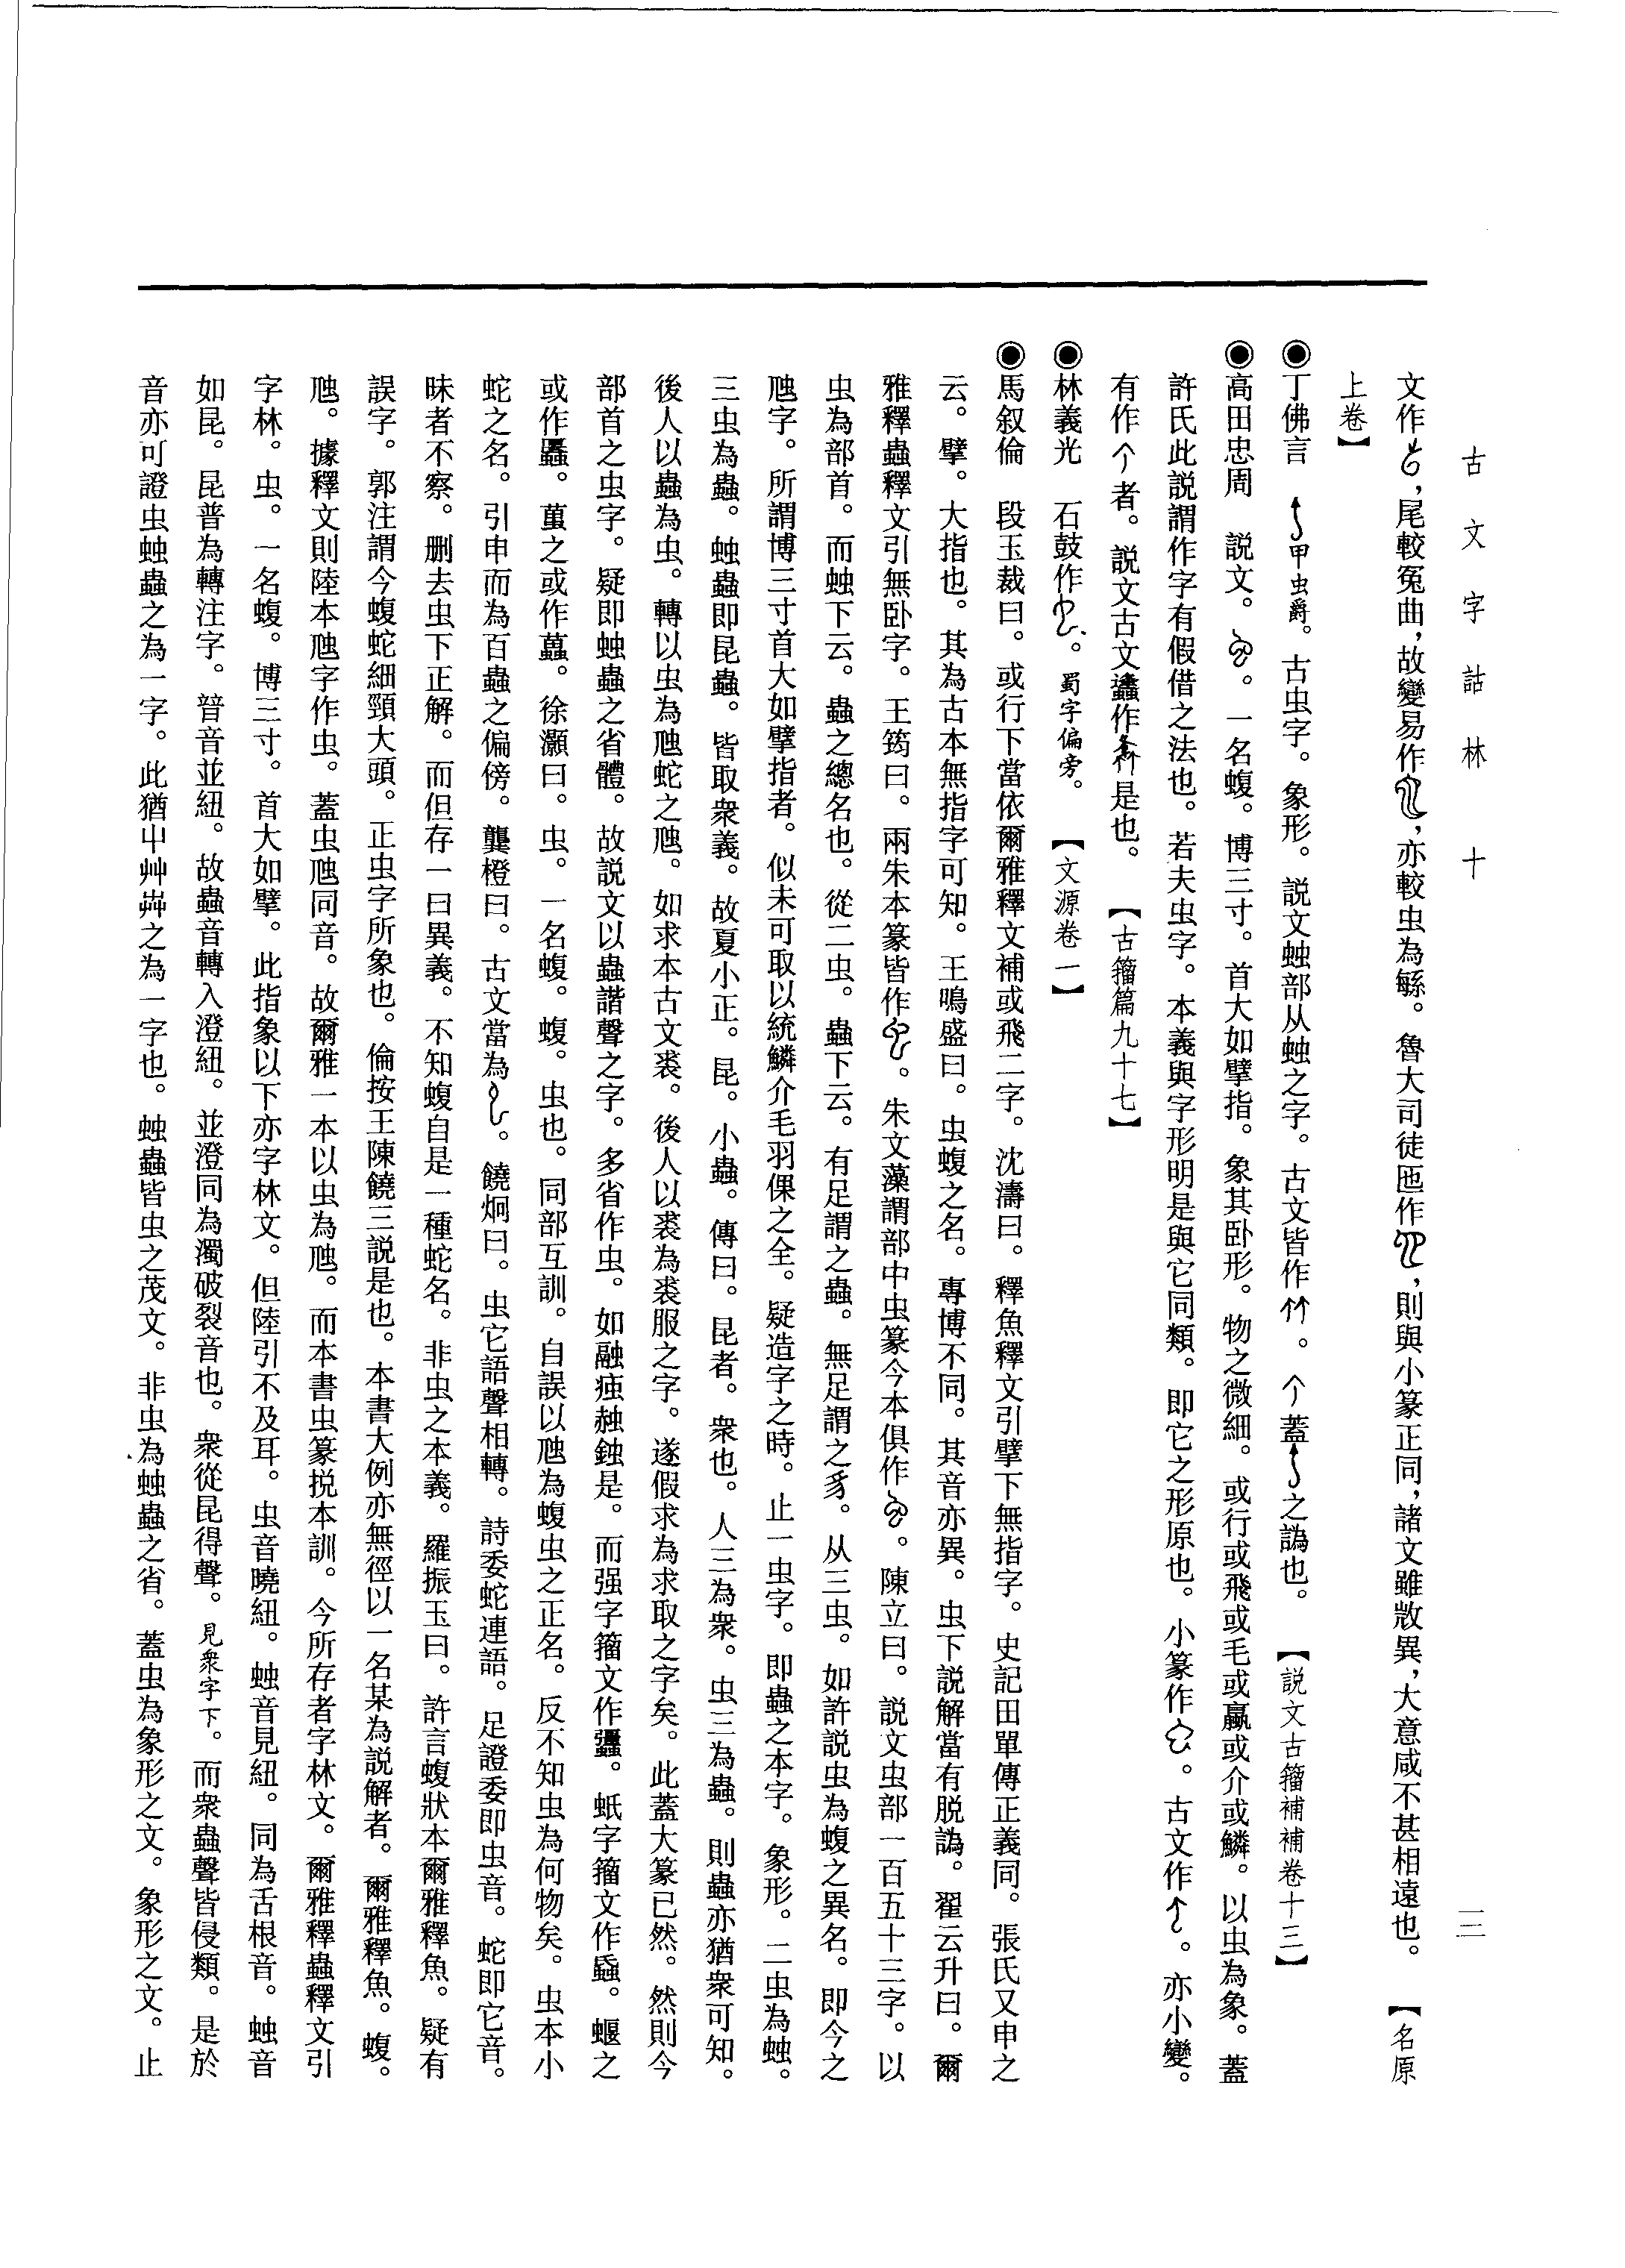 古文字詁林 十
三
文作，尾較冤曲，故變易作，亦較虫為緐。魯大司徒匜作，則與小篆正同，諸文雖敚異，大意咸不甚相遠也。【名原
上卷】
◉丁佛言 甲虫爵。古虫字。象形。説文䖵部从䖵之字。古文皆作。蓋之譌也。【説文古籀補補卷十三】
◉高田忠周 説文。。一名蝮。博三寸。首大如擘指。象其卧形。物之微細。或行或飛或毛或蠃或介或鱗。以虫為象。蓋
許氏此説謂作字有假借之法也。若夫虫字。本義與字形明是與它同類。即它之形原也。小篆作。古文作。亦小變。
有作者。説文古文蠭作是也。【古籀篇九十七】
◉林義光 石鼓作。蜀字偏旁。【文源卷一】
◉馬叙倫 段玉裁曰。或行下當依爾雅釋文補或飛二字。沈濤曰。釋魚釋文引擘下無指字。史記田單傳正義同。張氏又申之
云。擘。大指也。其為古本無指字可知。王鳴盛曰。虫蝮之名。專博不同。其音亦異。虫下説解當有脱譌。翟云升曰。爾
雅釋蟲釋文引無卧字。王筠曰。兩朱本篆皆作。朱文藻謂部中虫篆今本俱作。陳立曰。説文虫部一百五十三字。以
虫為部首。而䖵下云。蟲之總名也。從二虫。蟲下云。有足謂之蟲。無足謂之豸。从三虫。如許説虫為蝮之異名。即今之
虺字。所謂博三寸首大如擘指者。似未可取以統鱗介毛羽倮之全。疑造字之時。止一虫字。即蟲之本字。象形。二虫為䖵。
三虫為蟲。䖵蟲即昆蟲。皆取衆義。故夏小正。昆。小蟲。傳曰。昆者。衆也。人三為衆。虫三為蟲。則蟲亦猶衆可知。
後人以蟲為虫。轉以虫為虺蛇之虺。如求本古文裘。後人以裘為裘服之字。遂假求為求取之字矣。此蓋大篆已然。然則今
部首之虫字。疑即䖵蟲之省體。故説文以蟲諧聲之字。多省作虫。如融痋赨鉵是。而强字籀文作䵄。蚳字籀文作䖝。蝘之
或作。䖟之或作。徐灝曰。虫。一名蝮。蝮。虫也。同部互訓。自誤以虺為蝮虫之正名。反不知虫為何物矣。虫本小
蛇之名。引申而為百蟲之偏傍。龔橙曰。古文當為。饒炯曰。虫它語聲相轉。詩委蛇連語。足證委即虫音。蛇即它音。
昧者不察。删去虫下正解。而但存一曰異義。不知蝮自是一種蛇名。非虫之本義。羅振玉曰。許言蝮狀本爾雅釋魚。疑有
誤字。郭注謂今蝮蛇細頸大頭。正虫字所象也。倫按王陳饒三説是也。本書大例亦無徑以一名某為説解者。爾雅釋魚。蝮。
虺。據釋文則陸本虺字作虫。蓋虫虺同音。故爾雅一本以虫為虺。而本書虫篆挩本訓。今所存者字林文。爾雅釋蟲釋文引
字林。虫。一名蝮。博三寸。首大如擘。此指象以下亦字林文。但陸引不及耳。虫音曉紐。䖵音見紐。同為舌根音。䖵音
如昆。昆普為轉注字。暜音並紐。故蟲音轉入澄紐。並澄同為濁破裂音也。衆從昆得聲。見衆字下。而衆蟲聲皆侵類。是於
音亦可證虫䖵蟲之為一字。此猶屮艸芔之為一字也。䖵蟲皆虫之茂文。非虫為䖵蟲之省。蓋虫為象形之文。象形之文。止